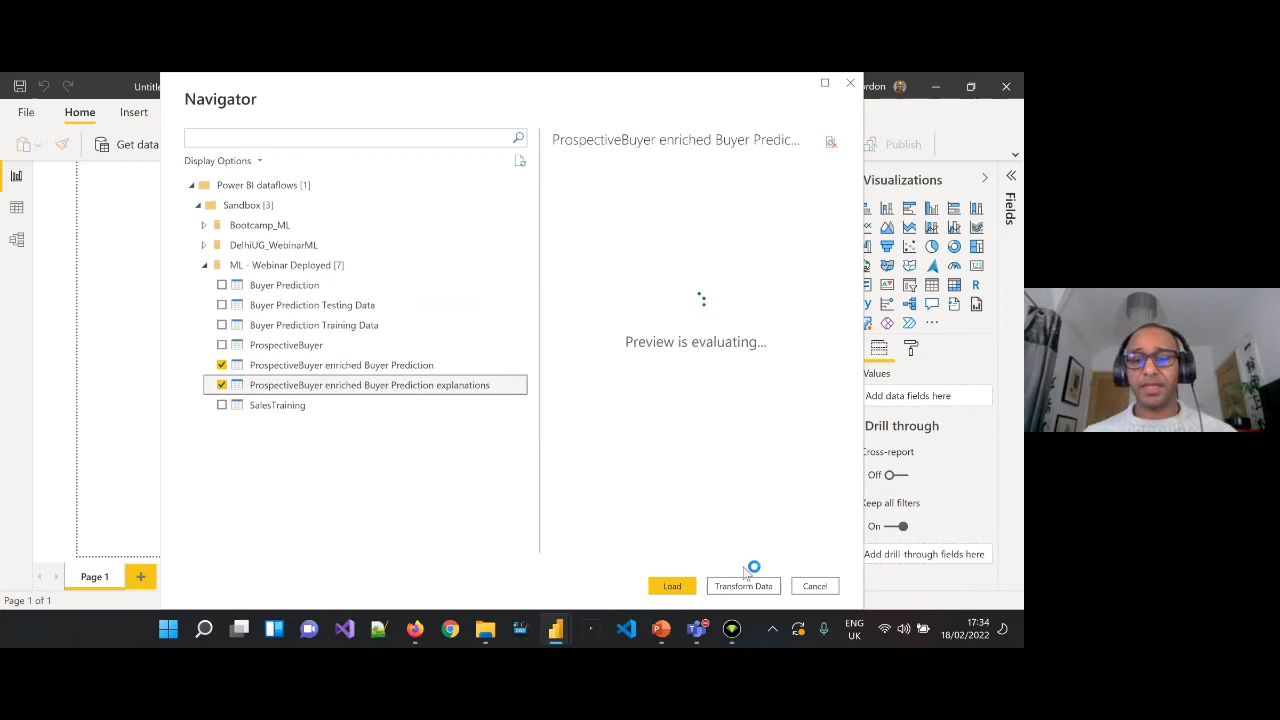 Untitle
Navigator
ordon
File
Home
Insert
Get data
Display Options
ProspectiveBuyer enriched Buyer Predic...
Publish
Power BI dataflows [1]
Sandbox [3]
Bootcamp_ML
DelhiUG_WebinarML
ML - Webinar Deployed [7]
Buyer Prediction
Buyer Prediction Testing Data
Buyer Prediction Training Data
ProspectiveBuyer
ProspectiveBuyer enriched Buyer Prediction
ProspectiveBuyer enriched Buyer Prediction explanations
SalesTraining
Preview is evaluating...
Load
Transform Data
Cancel
Visualizations
Fields
123
R
Values
Add data fields here
Drill through
Cross-report
Off
Keep all filters
On
Add drill-through fields here
Page 1
Page 1 of 1
ENG
UK
17:34
18/02/2022